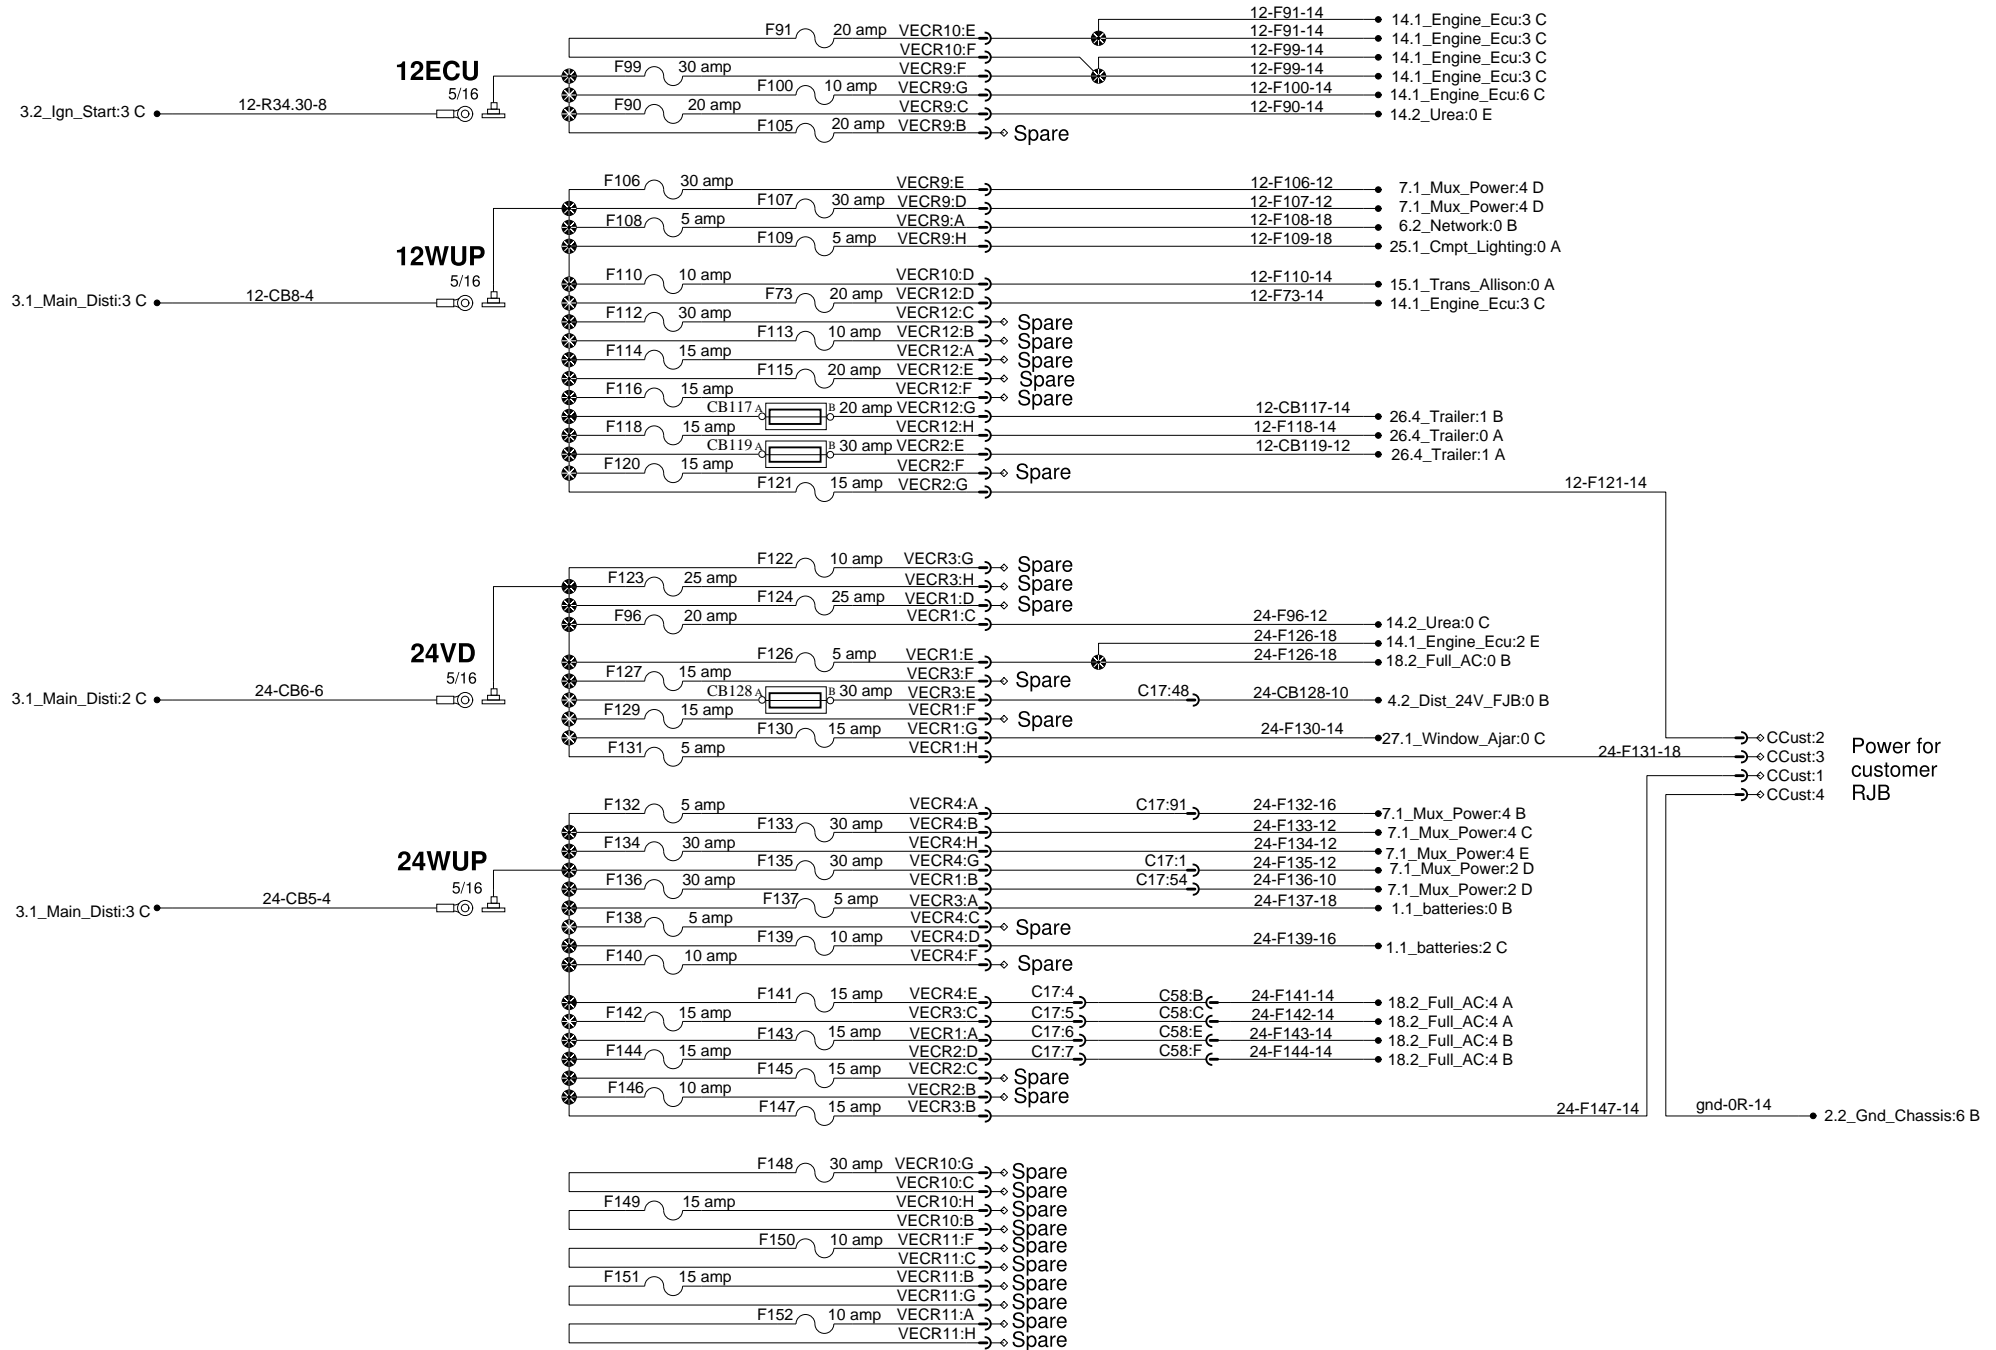 F91 20 amp VECR10:E 12-F91-14 14.1_Engine_Ecu:3 C
12-F91-14 14.1_Engine_Ecu:3 C
VECR10:F 12-F99-14 14.1_Engine_Ecu:3 C
12ECU F99 30 amp VECR9:F 12-F99-14 14.1_Engine_Ecu:3 C
5/16 F100 10 amp VECR9:G 12-F100-14 14.1_Engine_Ecu:6 C
3.2_Ign_Start:3 C 12-R34.30-8 F90 20 amp VECR9:C 12-F90-14 14.2_Urea:0 E
F105 20 amp VECR9:B Spare
F106 30 amp VECR9:E 12-F106-12 7.1_Mux_Power:4 D
F107 30 amp VECR9:D 12-F107-12 7.1_Mux_Power:4 D
F108 5 amp VECR9:A 12-F108-18 6.2_Network:0 B
12WUP F109 5 amp VECR9:H 12-F109-18 25.1_Cmpt_Lighting:0 A
5/16 F110 10 amp VECR10:D 12-F110-14 15.1_Trans_Allison:0 A
3.1_Main_Disti:3 C 12-CB8-4 F73 20 amp VECR12:D 12-F73-14 14.1_Engine_Ecu:3 C
F112 30 amp VECR12:C Spare
F113 10 amp VECR12:B Spare
F114 15 amp VECR12:A Spare
F115 20 amp VECR12:E Spare
F116 15 amp VECR12:F Spare
CB117 A B 20 amp VECR12:G 12-CB117-14 26.4_Trailer:1 B
F118 15 amp VECR12:H 12-F118-14 26.4_Trailer:0 A
CB119 A B 30 amp VECR2:E 12-CB119-12 26.4_Trailer:1 A
F120 15 amp VECR2:F Spare
F121 15 amp VECR2:G 12-F121-14
F122 10 amp VECR3:G Spare
F123 25 amp VECR3:H Spare
F124 25 amp VECR1:D Spare
F96 20 amp VECR1:C 24-F96-12 14.2_Urea:0 C
24-F126-18 14.1_Engine_Ecu:2 E
24VD F126 5 amp VECR1:E 24-F126-18 18.2_Full_AC:0 B
5/16 F127 15 amp VECR3:F Spare
3.1_Main_Disti:2 C 24-CB6-6 CB128 A B 30 amp VECR3:E C17:48 24-CB128-10 4.2_Dist_24V_FJB:0 B
F129 15 amp VECR1:F Spare
F130 15 amp VECR1:G 24-F130-14 27.1_Window_Ajar:0 C CCust:2
F131 5 amp VECR1:H 24-F131-18 CCust:3
CCust:1
CCust:4
Power for
customer
RJB
F132 5 amp VECR4:A C17:91 24-F132-16 7.1_Mux_Power:4 B
F133 30 amp VECR4:B 24-F133-12 7.1_Mux_Power:4 C
F134 30 amp VECR4:H 24-F134-12 7.1_Mux_Power:4 E
24WUP F135 30 amp VECR4:G C17:1 24-F135-12 7.1_Mux_Power:2 D
5/16 F136 30 amp VECR1:B C17:54 24-F136-10 7.1_Mux_Power:2 D
3.1_Main_Disti:3 C 24-CB5-4 F137 5 amp VECR3:A 24-F137-18 1.1_batteries:0 B
F138 5 amp VECR4:C Spare
F139 10 amp VECR4:D 24-F139-16 1.1_batteries:2 C
F140 10 amp VECR4:F Spare
F141 15 amp VECR4:E C17:4 C58:B 24-F141-14 18.2_Full_AC:4 A
F142 15 amp VECR3:C C17:5 C58:C 24-F142-14 18.2_Full_AC:4 A
F143 15 amp VECR1:A C17:6 C58:E 24-F143-14 18.2_Full_AC:4 B
F144 15 amp VECR2:D C17:7 C58:F 24-F144-14 18.2_Full_AC:4 B
F145 15 amp VECR2:C Spare
F146 10 amp VECR2:B Spare
F147 15 amp VECR3:B 24-F147-14 gnd-0R-14 2.2_Gnd_Chassis:6 B
F148 30 amp VECR10:G Spare
VECR10:C Spare
F149 15 amp VECR10:H Spare
VECR10:B Spare
F150 10 amp VECR11:F Spare
VECR11:C Spare
F151 15 amp VECR11:B Spare
VECR11:G Spare
F152 10 amp VECR11:A Spare
VECR11:H Spare